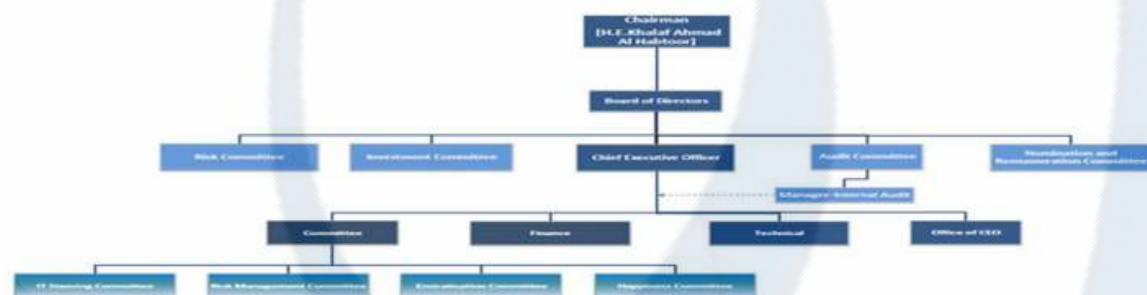 Chairman
[H.E.Khalaf Ahmad
Al Habtoor]
Board of Directors
Risk Committee
Investment Committee
Chief Executive Officer
Audit Committee
Nomination and
Remuneration Committee
Manager-Internal Audit
Committee
Finance
Technical
Office of CEO
IT Steering Committee
Risk Management Committee
Emiratisation Committee
Happiness Committee